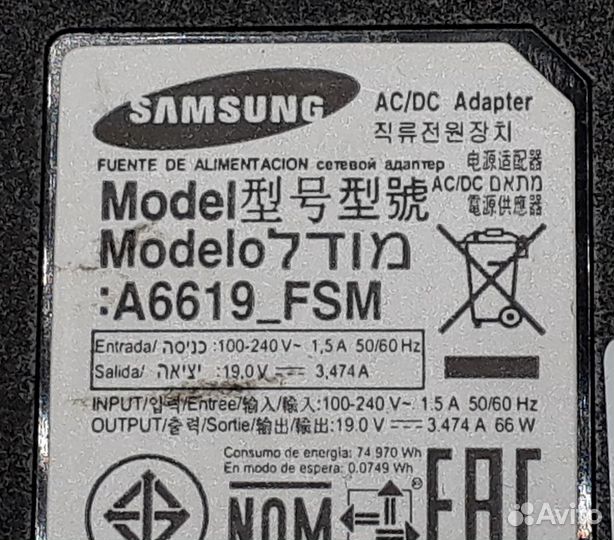 SAMSUNG
AC/DC Adapter
직류전원장치
FUENTE DE ALIMENTACION сетевой адаптер 电源适配器
AC/DC מתאם
電源供應器
Model型号型號
Modeloמודל
:A6619_FSM
Entrada/ כניסה :100-240 V~ 1,5 A 50/60 Hz
Salida/ יציאה :19.0 V ⎓ 3,474 A
INPUT/입력/Entrée/输入/輸入:100-240 V~ 1.5 A 50/60 Hz
OUTPUT/출력/Sortie/输出/輸出:19.0 V ⎓ 3.474 A 66 W
Consumo de energia: 74.970 Wh
En modo de espera: 0.0749 Wh
NOM
EAC
Avito